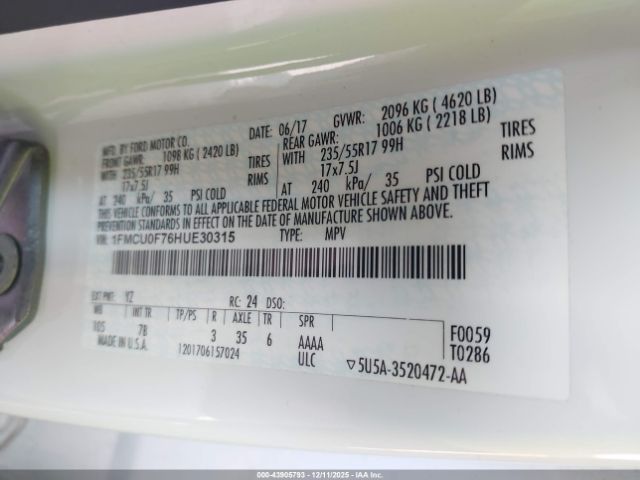 MFD. BY FORD MOTOR CO.
DATE: 06/17 GVWR: 2096 KG ( 4620 LB)
FRONT GAWR: 1098 KG ( 2420 LB) REAR GAWR: 1006 KG ( 2218 LB)
WITH 235/55R17 99H TIRES WITH 235/55R17 99H TIRES
17x7.5J RIMS 17x7.5J RIMS
AT 240 kPa/ 35 PSI COLD AT 240 kPa/ 35 PSI COLD
THIS VEHICLE CONFORMS TO ALL APPLICABLE FEDERAL MOTOR VEHICLE SAFETY AND THEFT
PREVENTION STANDARDS IN EFFECT ON THE DATE OF MANUFACTURE SHOWN ABOVE.
VIN: 1FMCU0F76HUE30315 TYPE: MPV
EXT PNT: YZ RC: 24 DSO:
WB INT TR TP/PS R AXLE TR SPR F0059
105 7B 3 35 6 AAAA T0286
MADE IN U.S.A. 1201706157024 ULC ▽5U5A-3520472-AA
000-43905793 - 12/11/2025 - IAAI.COM